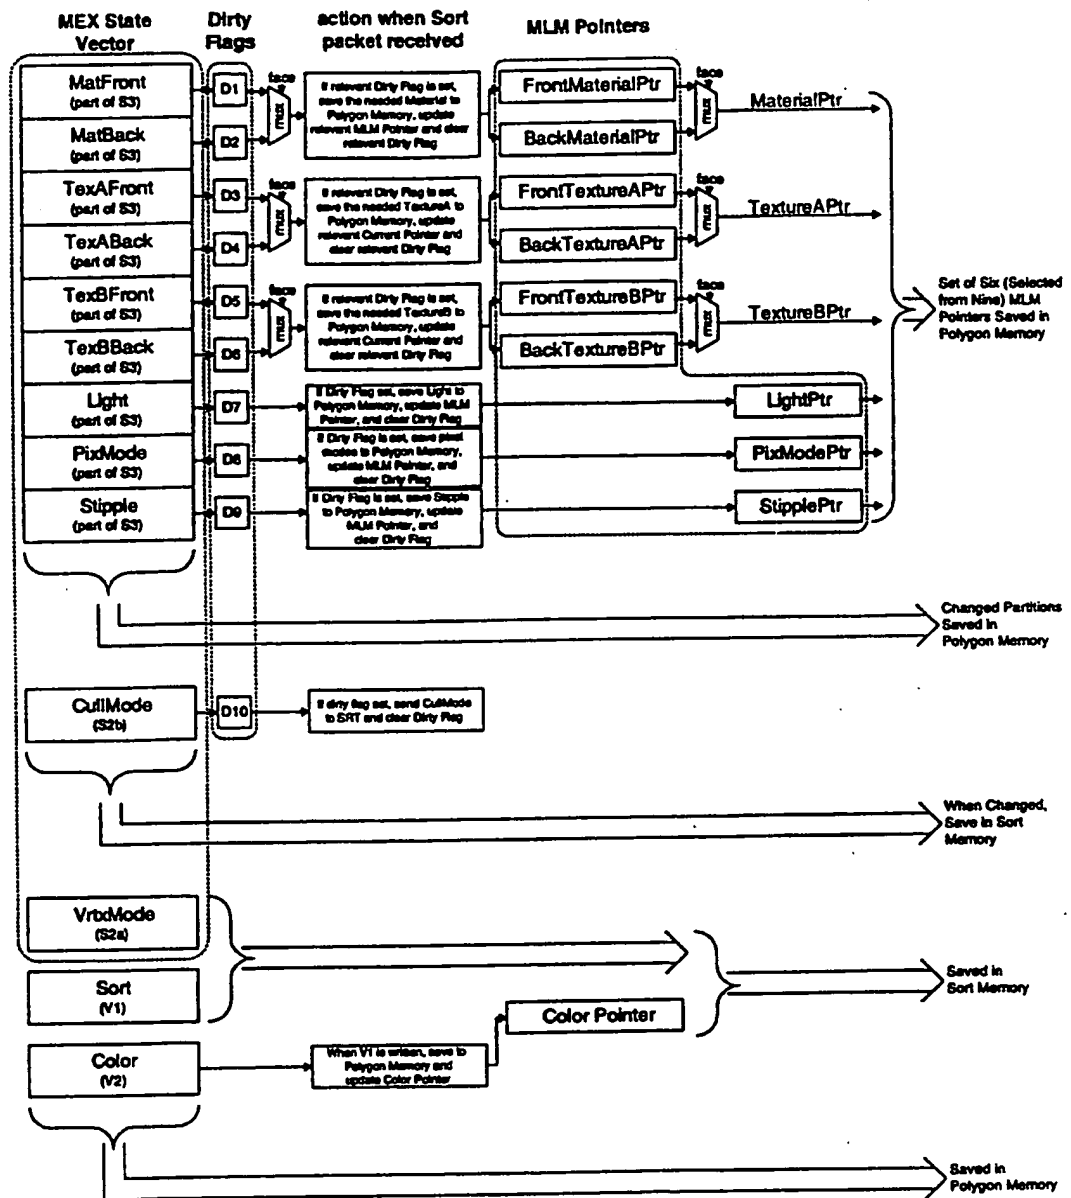 MEX State
Vector
Dirty
Flags
action when Sort
packet received
MLM Pointers
MatFront
(part of S3)
D1
face
mux
If relevant Dirty Flag is set,
save the needed Material to
Polygon Memory, update
relevant MLM Pointer and clear
relevant Dirty Flag
FrontMaterialPtr
face
mux
MaterialPtr
MatBack
(part of S3)
D2
BackMaterialPtr
TexAFront
(part of S3)
D3
face
mux
If relevant Dirty Flag is set,
save the needed TextureA to
Polygon Memory, update
relevant Current Pointer and
clear relevant Dirty Flag
FrontTextureAPtr
face
mux
TextureAPtr
TexABack
(part of S3)
D4
BackTextureAPtr
TexBFront
(part of S3)
D5
face
mux
If relevant Dirty Flag is set,
save the needed TextureB to
Polygon Memory, update
relevant Current Pointer and
clear relevant Dirty Flag
FrontTextureBPtr
face
mux
TextureBPtr
Set of Six (Selected
from Nine) MLM
Pointers Saved in
Polygon Memory
TexBBack
(part of S3)
D6
BackTextureBPtr
Light
(part of S3)
D7
If Dirty Flag set, save Light to
Polygon Memory, update MLM
Pointer, and clear Dirty Flag
LightPtr
PixMode
(part of S3)
D8
If Dirty Flag is set, save pixel
modes to Polygon Memory,
update MLM Pointer, and
clear Dirty Flag
PixModePtr
Stipple
(part of S3)
D9
If Dirty Flag is set, save Stipple
to Polygon Memory, update
MLM Pointer, and
clear Dirty Flag
StipplePtr
Changed Partitions
Saved in
Polygon Memory
CullMode
(S2b)
D10
If dirty flag set, send CullMode
to SRT and clear Dirty Flag
When Changed,
Save in Sort
Memory
VrtxMode
(S2a)
Sort
(V1)
Saved in
Sort Memory
Color Pointer
Color
(V2)
When V1 is written, save to
Polygon Memory and
update Color Pointer
Saved in
Polygon Memory